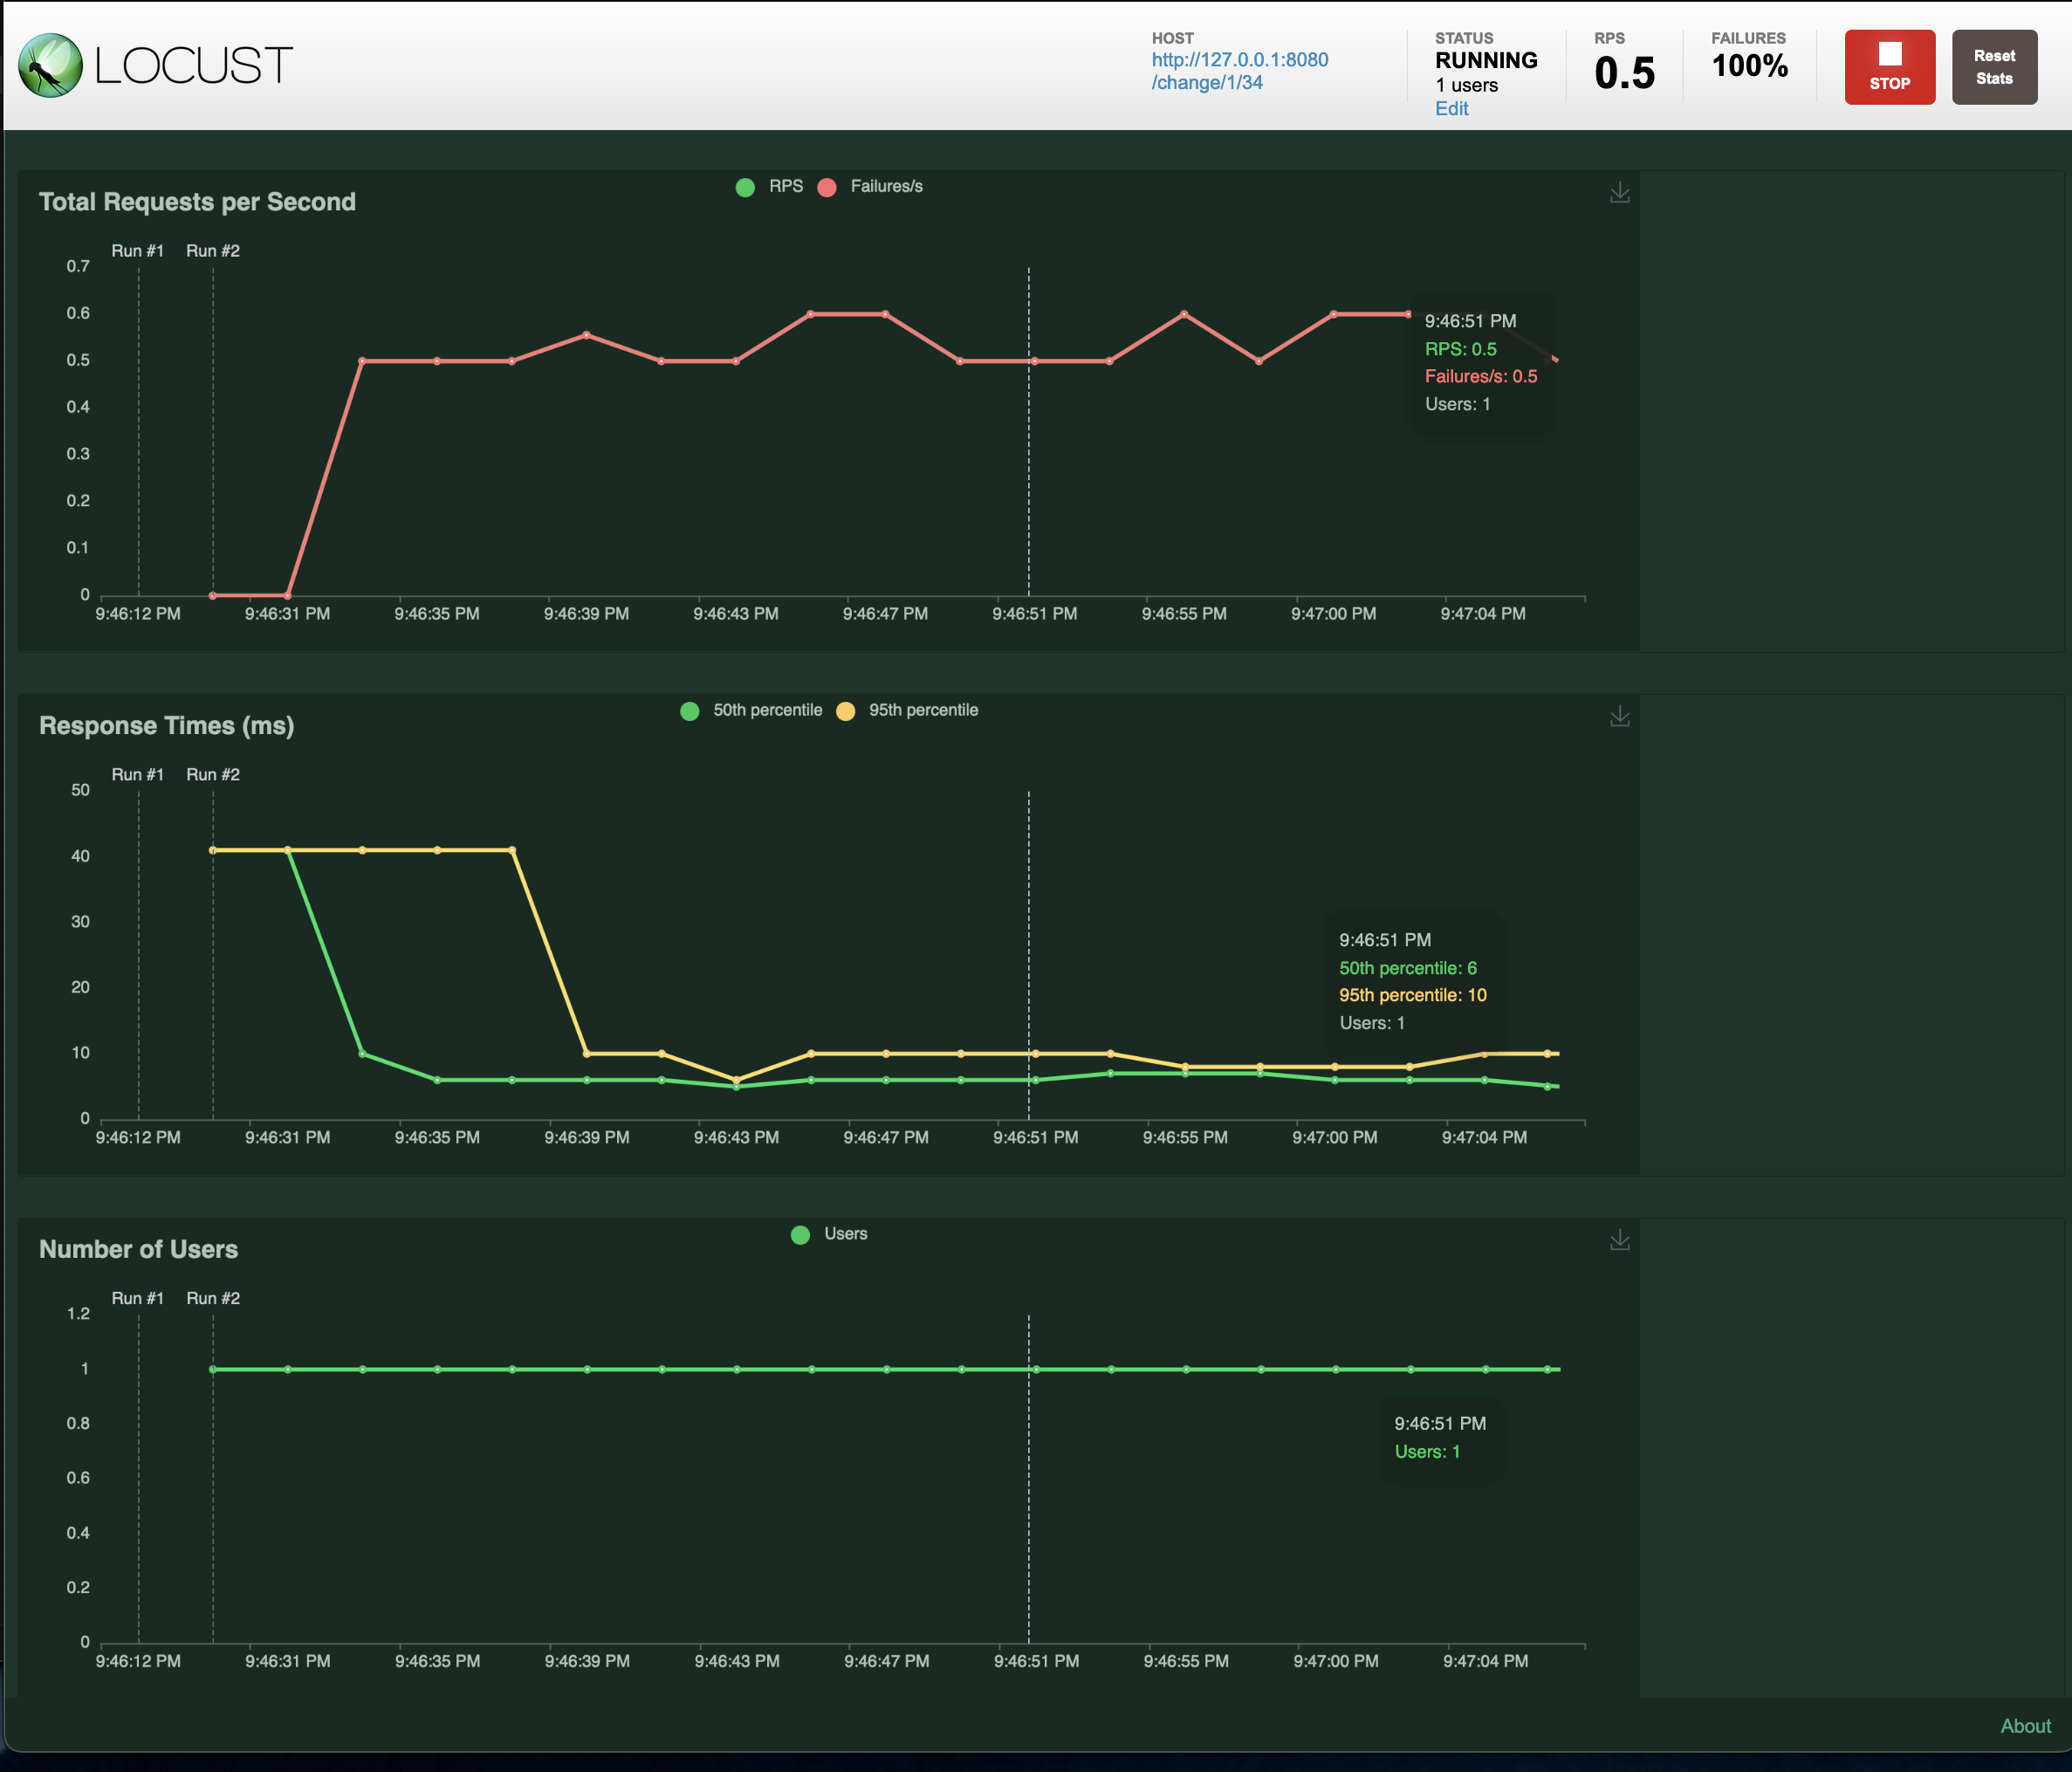 LOCUST
HOST
http://127.0.0.1:8080
/change/1/34
STATUS
RUNNING
1 users
Edit
RPS
0.5
FAILURES
100%
STOP
Reset
Stats
Total Requests per Second
RPS Failures/s
Run #1 Run #2
0.7
0.6
0.5
0.4
0.3
0.2
0.1
0
9:46:51 PM
RPS: 0.5
Failures/s: 0.5
Users: 1
9:46:12 PM 9:46:31 PM 9:46:35 PM 9:46:39 PM 9:46:43 PM 9:46:47 PM 9:46:51 PM 9:46:55 PM 9:47:00 PM 9:47:04 PM
Response Times (ms)
50th percentile 95th percentile
Run #1 Run #2
50
40
30
20
10
0
9:46:51 PM
50th percentile: 6
95th percentile: 10
Users: 1
9:46:12 PM 9:46:31 PM 9:46:35 PM 9:46:39 PM 9:46:43 PM 9:46:47 PM 9:46:51 PM 9:46:55 PM 9:47:00 PM 9:47:04 PM
Number of Users
Users
Run #1 Run #2
1.2
1
0.8
0.6
0.4
0.2
0
9:46:51 PM
Users: 1
9:46:12 PM 9:46:31 PM 9:46:35 PM 9:46:39 PM 9:46:43 PM 9:46:47 PM 9:46:51 PM 9:46:55 PM 9:47:00 PM 9:47:04 PM
About